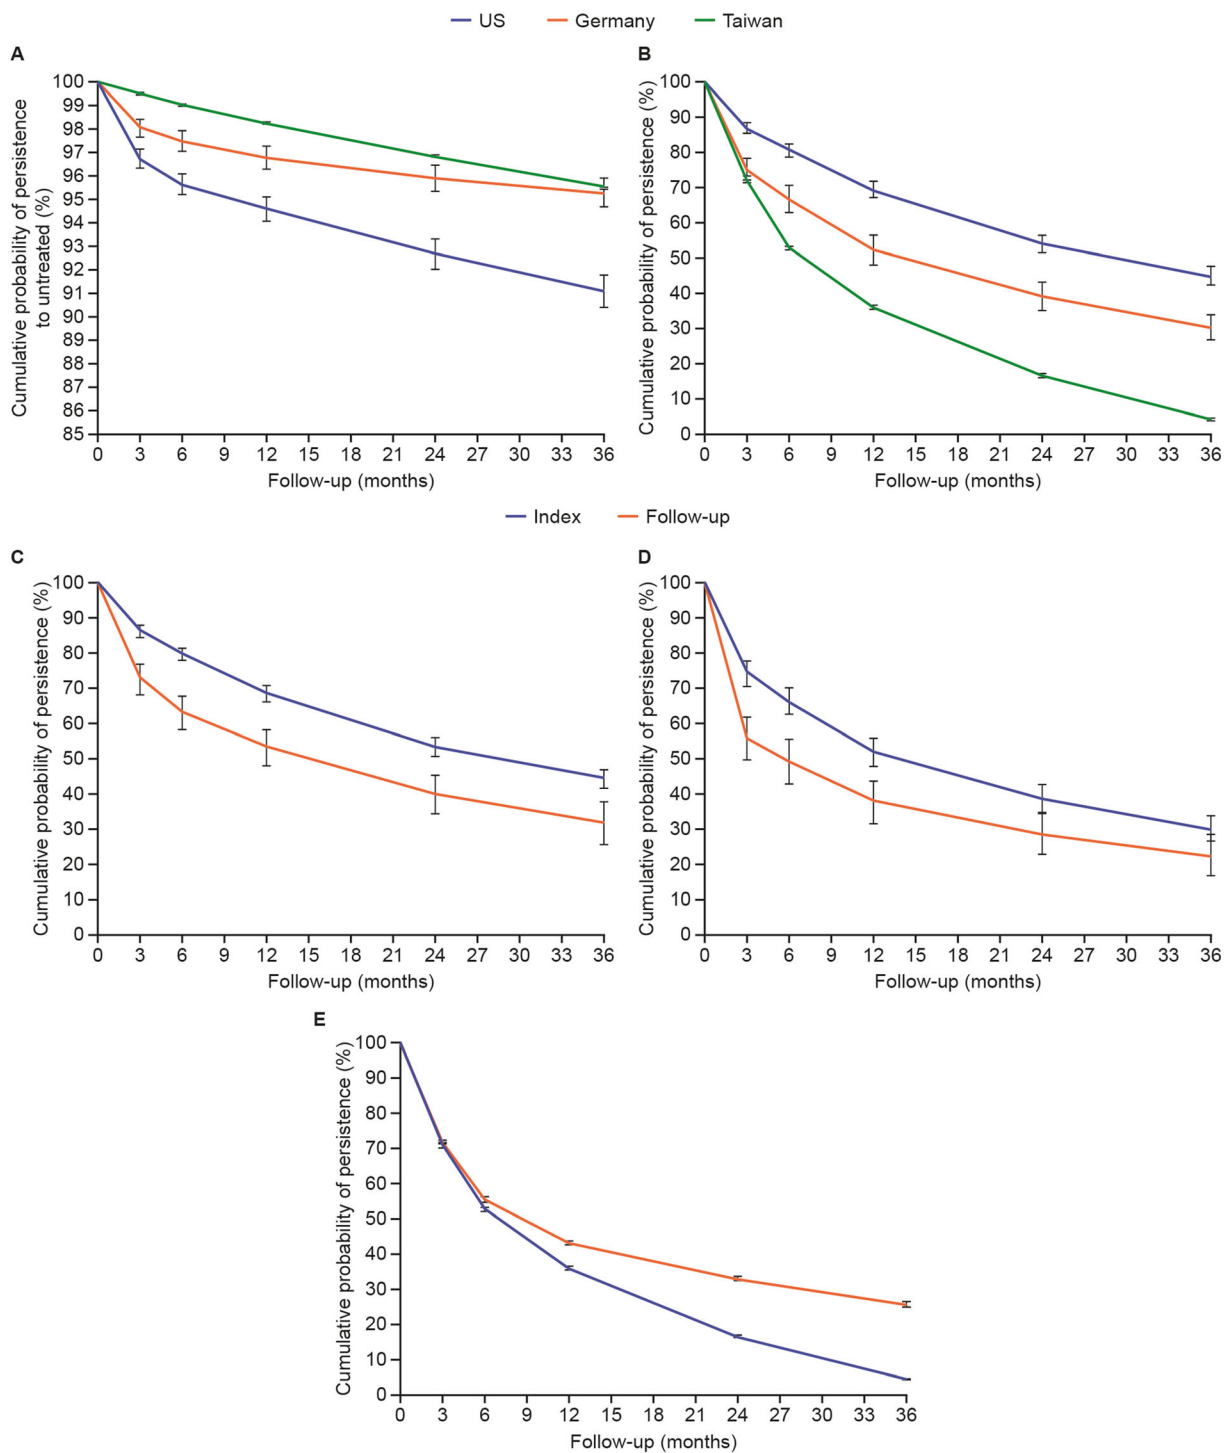 US Germany Taiwan
A
Cumulative probability of persistence
to untreated (%)
100
99
98
97
96
95
94
93
92
91
90
89
88
87
86
85
0 3 6 9 12 15 18 21 24 27 30 33 36
Follow-up (months)
B
Cumulative probability of persistence (%)
100
90
80
70
60
50
40
30
20
10
0
0 3 6 9 12 15 18 21 24 27 30 33 36
Follow-up (months)
Index Follow-up
C
Cumulative probability of persistence (%)
100
90
80
70
60
50
40
30
20
10
0
0 3 6 9 12 15 18 21 24 27 30 33 36
Follow-up (months)
D
Cumulative probability of persistence (%)
100
90
80
70
60
50
40
30
20
10
0
0 3 6 9 12 15 18 21 24 27 30 33 36
Follow-up (months)
E
Cumulative probability of persistence (%)
100
90
80
70
60
50
40
30
20
10
0
0 3 6 9 12 15 18 21 24 27 30 33 36
Follow-up (months)